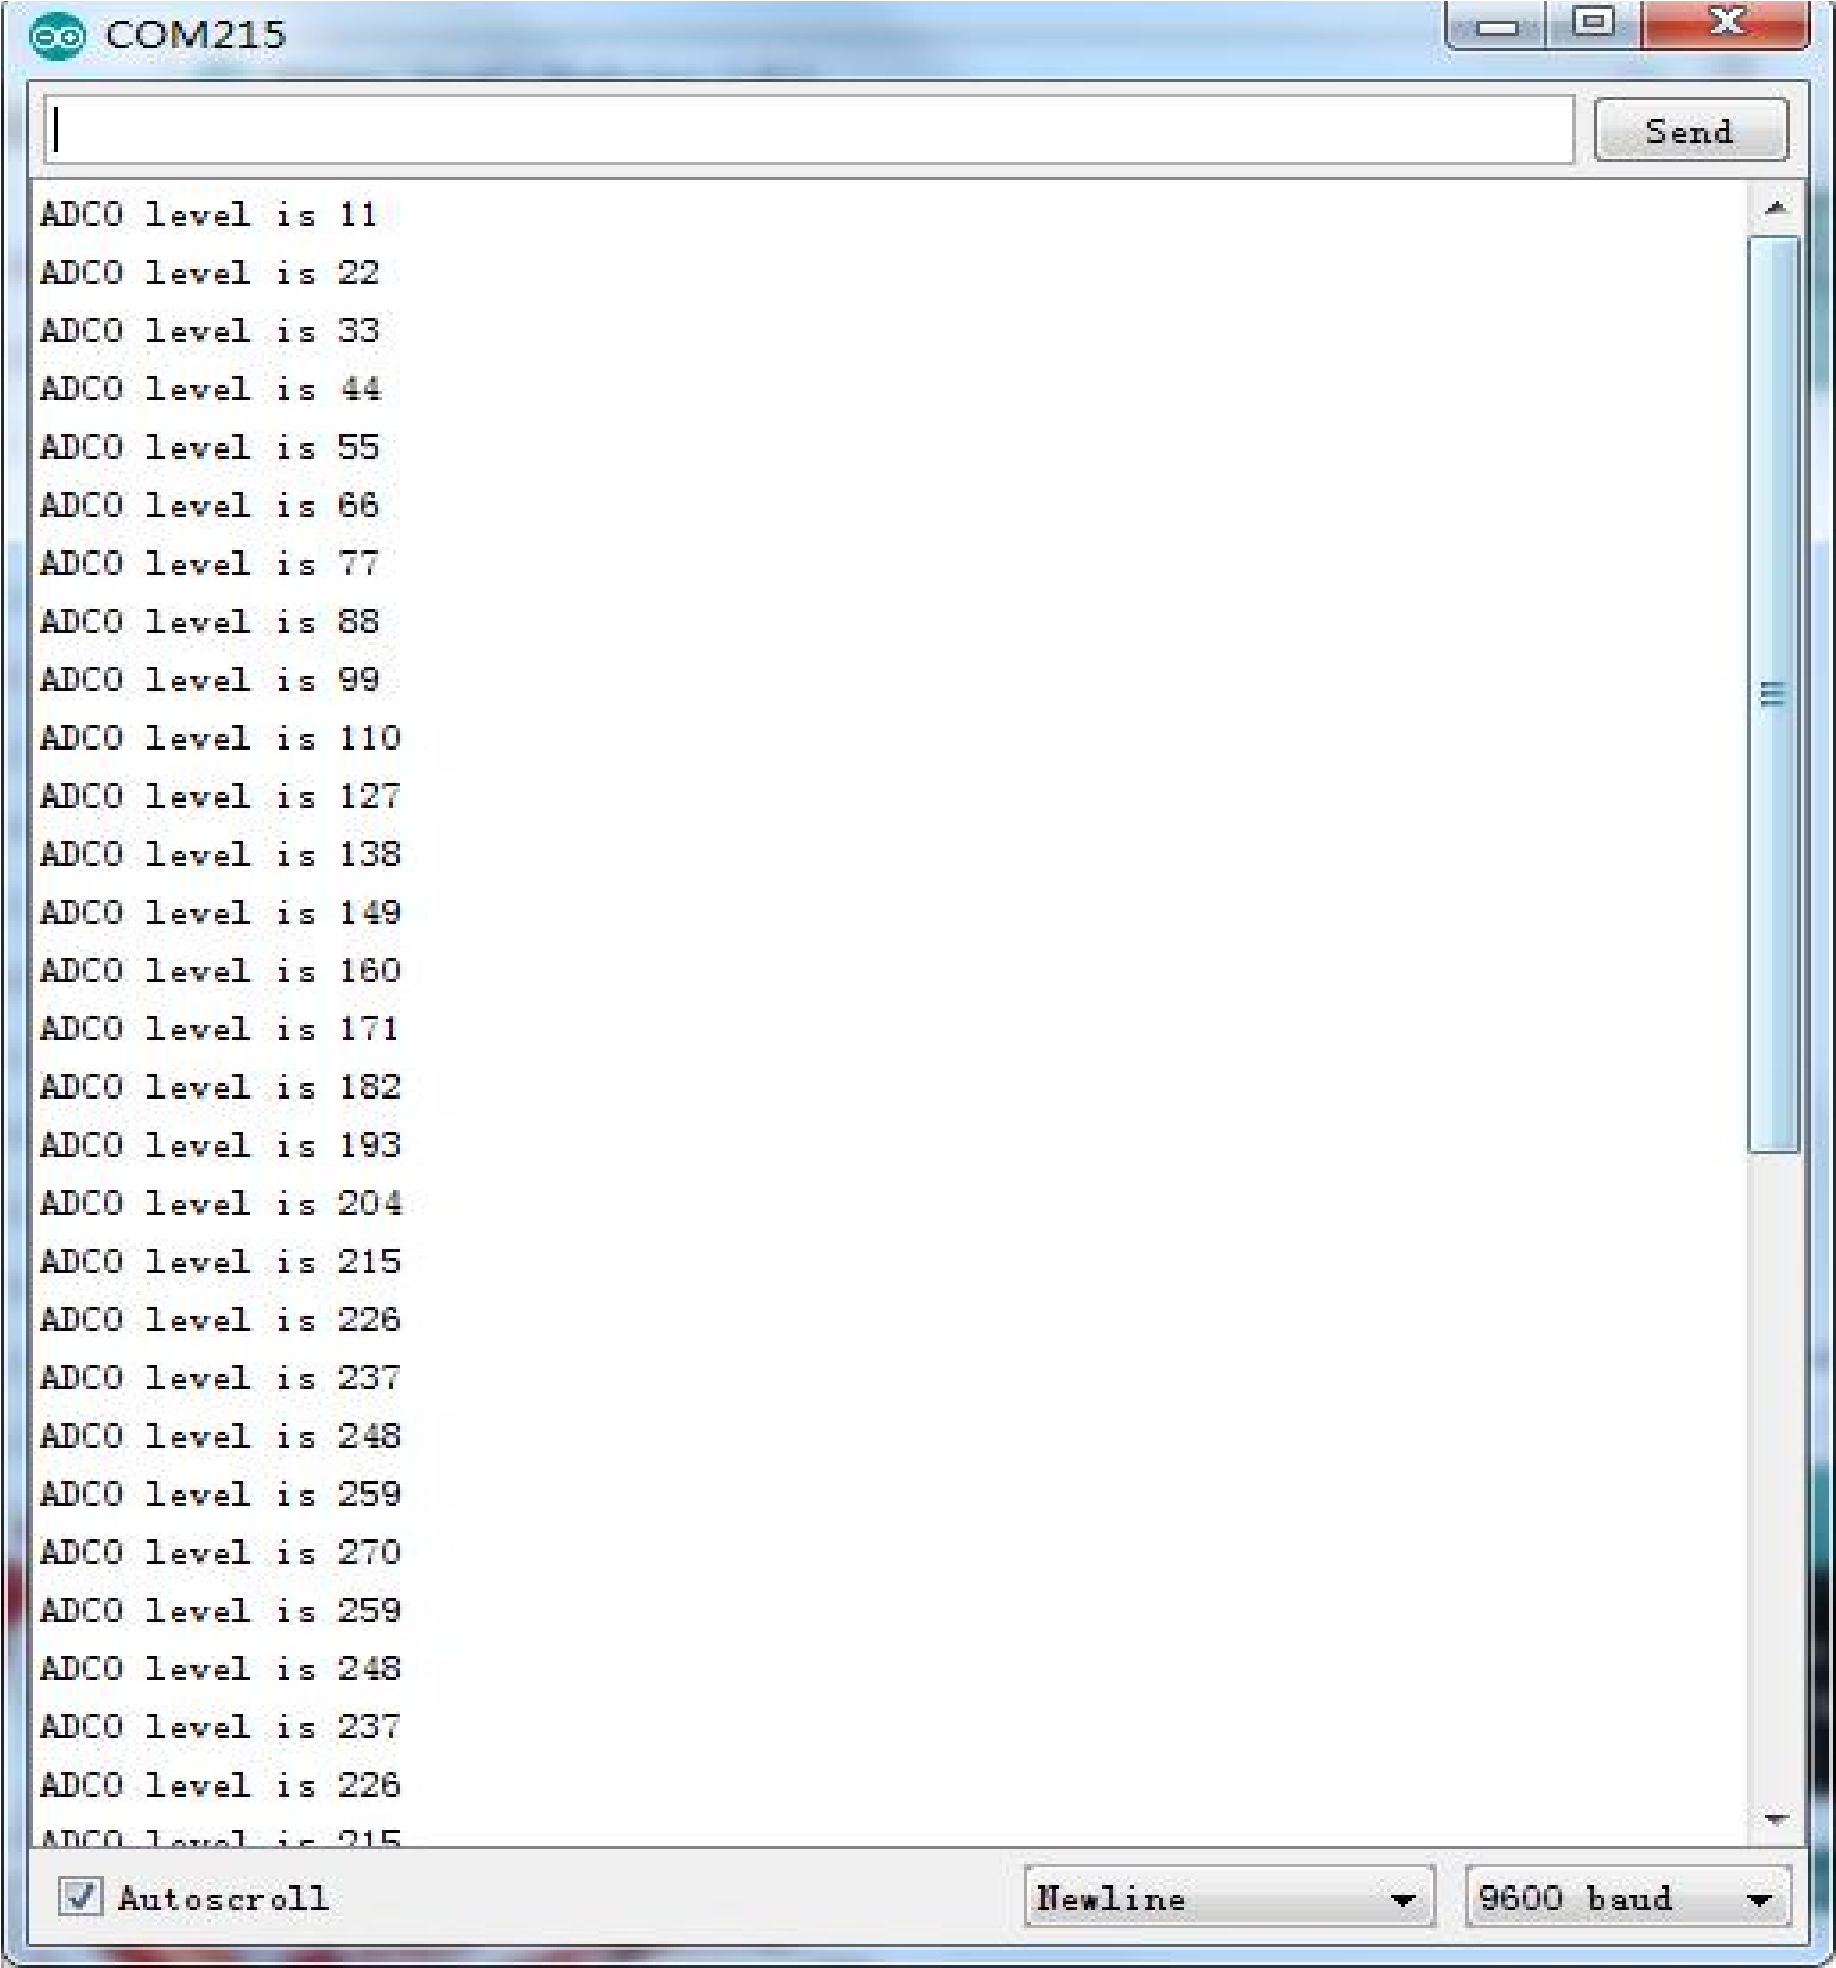 COM215
Send
ADC0 level is 11
ADC0 level is 22
ADC0 level is 33
ADC0 level is 44
ADC0 level is 55
ADC0 level is 66
ADC0 level is 77
ADC0 level is 88
ADC0 level is 99
ADC0 level is 110
ADC0 level is 127
ADC0 level is 138
ADC0 level is 149
ADC0 level is 160
ADC0 level is 171
ADC0 level is 182
ADC0 level is 193
ADC0 level is 204
ADC0 level is 215
ADC0 level is 226
ADC0 level is 237
ADC0 level is 248
ADC0 level is 259
ADC0 level is 270
ADC0 level is 259
ADC0 level is 248
ADC0 level is 237
ADC0 level is 226
ADC0 level is 215
Autoscroll Newline 9600 baud